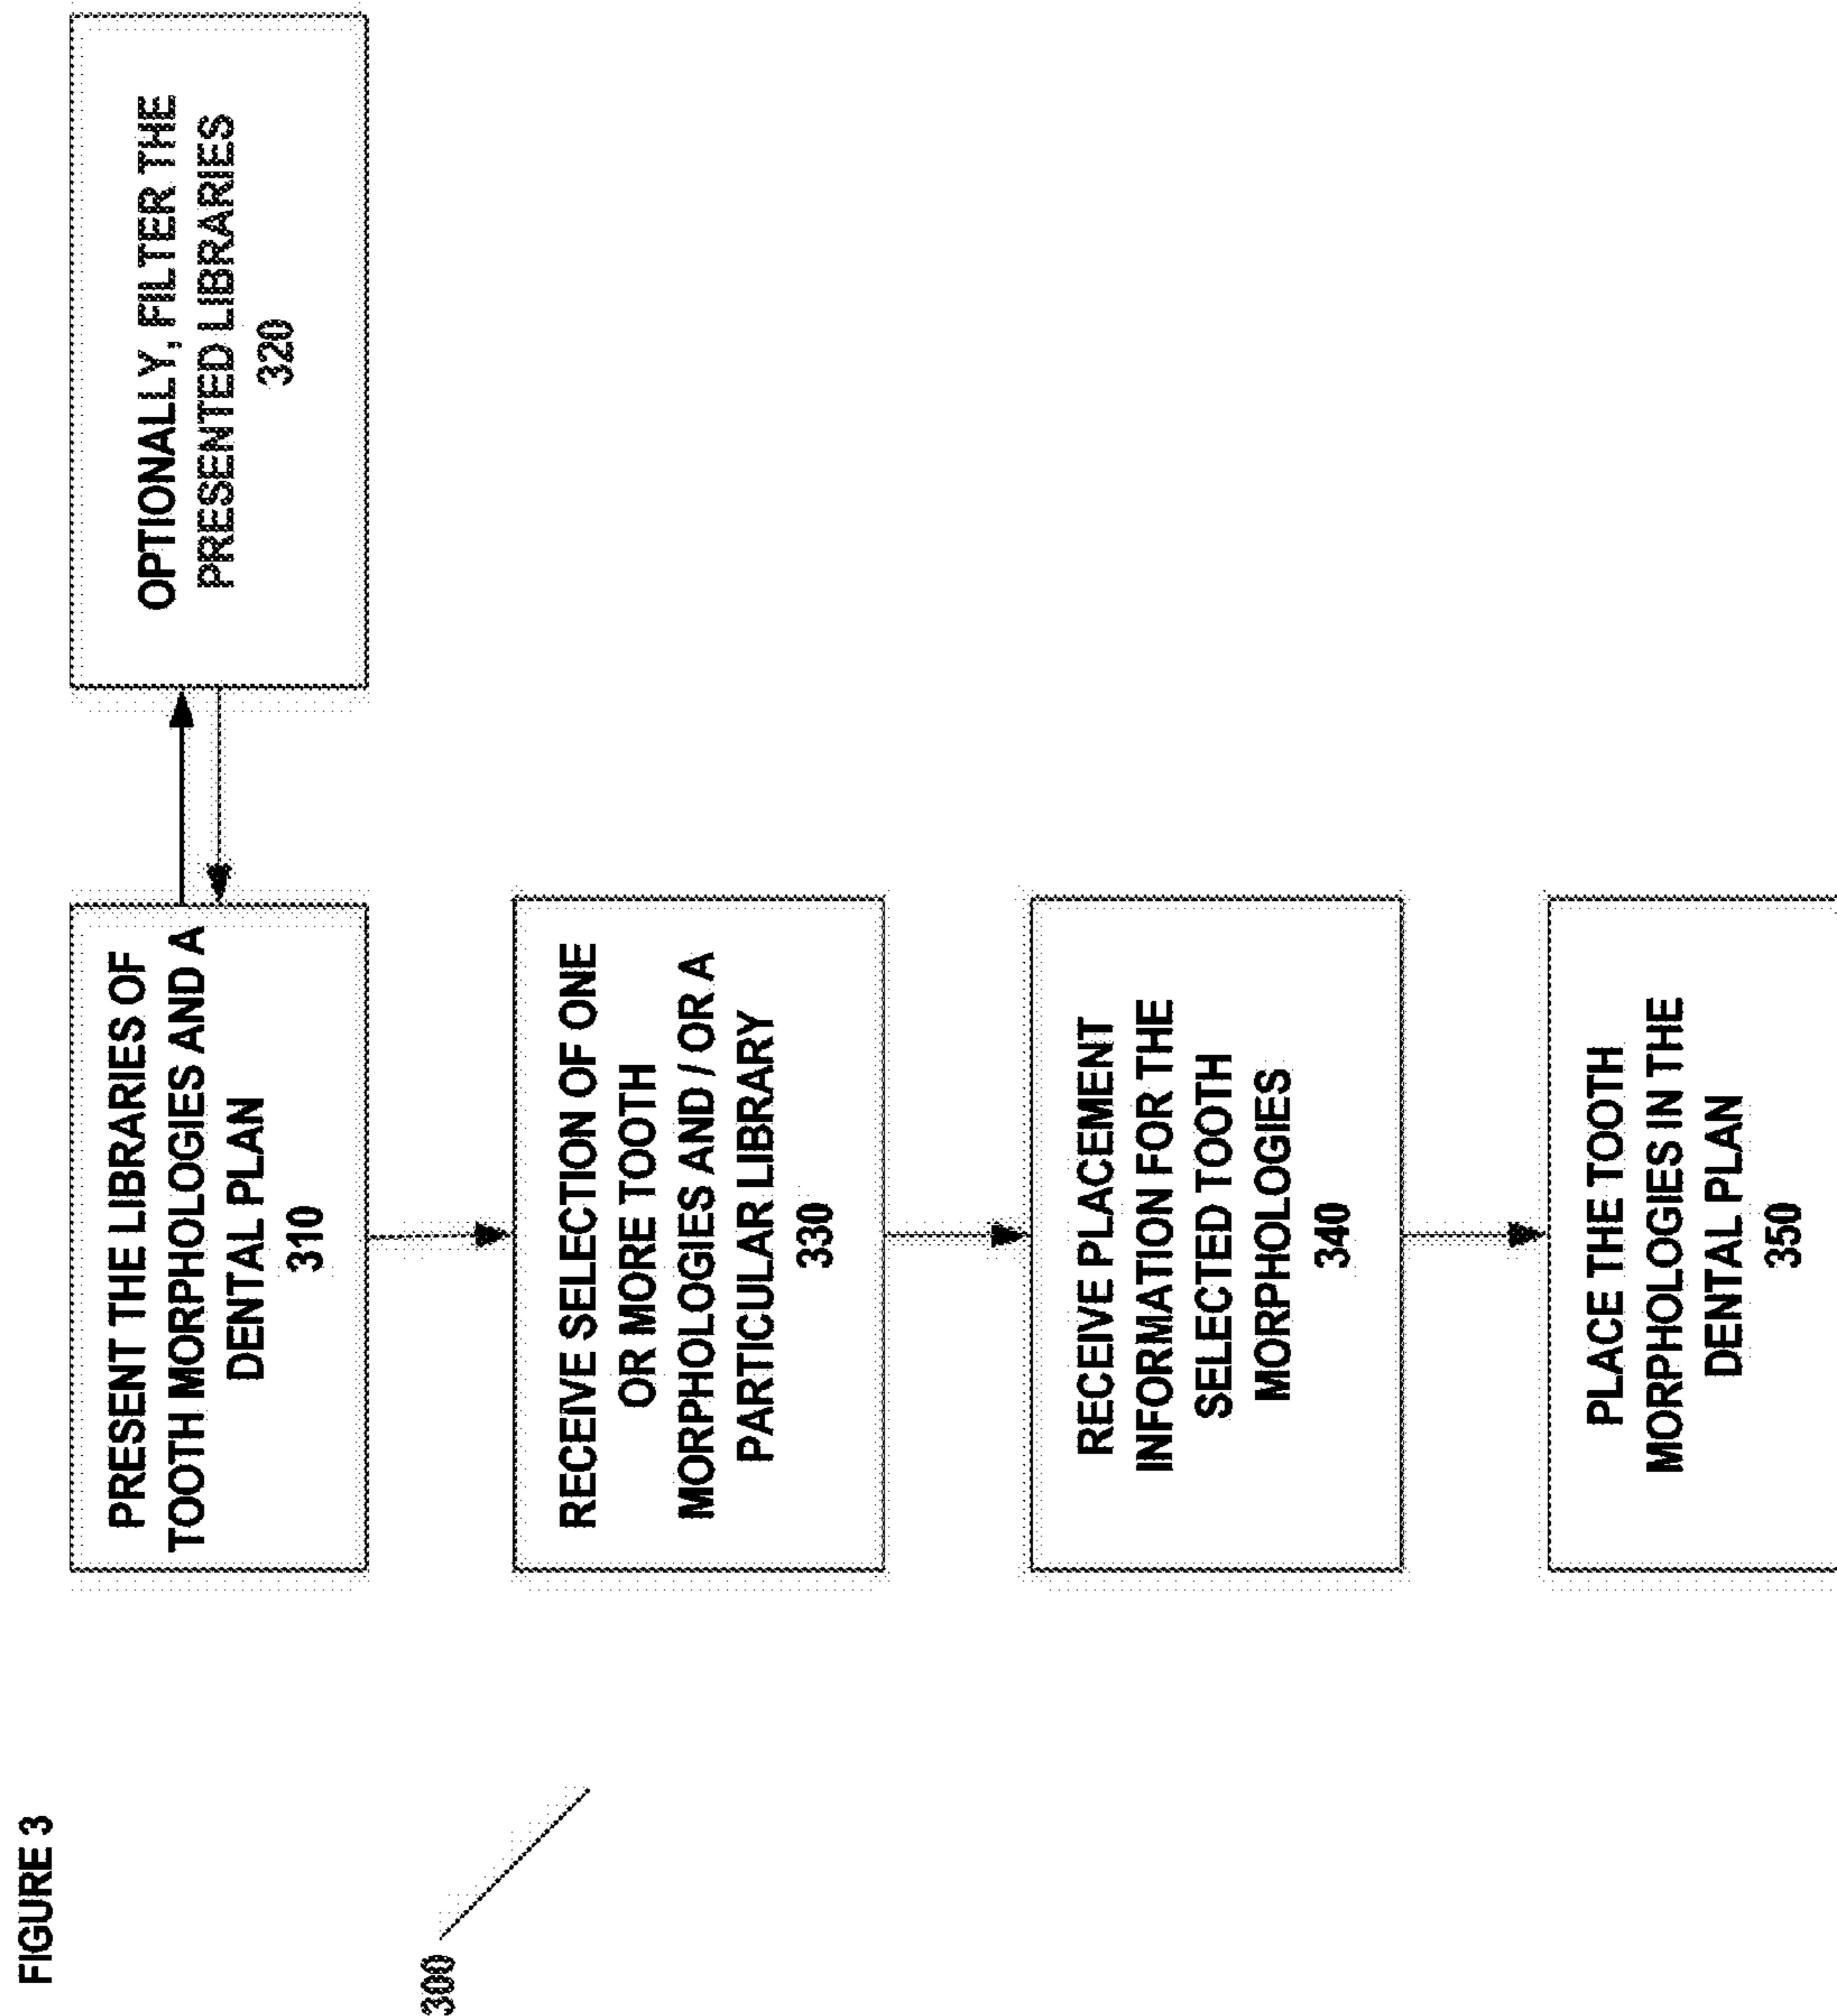 FIGURE 3
300
PRESENT THE LIBRARIES OF
TOOTH MORPHOLOGIES AND A
DENTAL PLAN
310
OPTIONALLY, FILTER THE
PRESENTED LIBRARIES
320
RECEIVE SELECTION OF ONE
OR MORE TOOTH
MORPHOLOGIES AND / OR A
PARTICULAR LIBRARY
330
RECEIVE PLACEMENT
INFORMATION FOR THE
SELECTED TOOTH
MORPHOLOGIES
340
PLACE THE TOOTH
MORPHOLOGIES IN THE
DENTAL PLAN
350